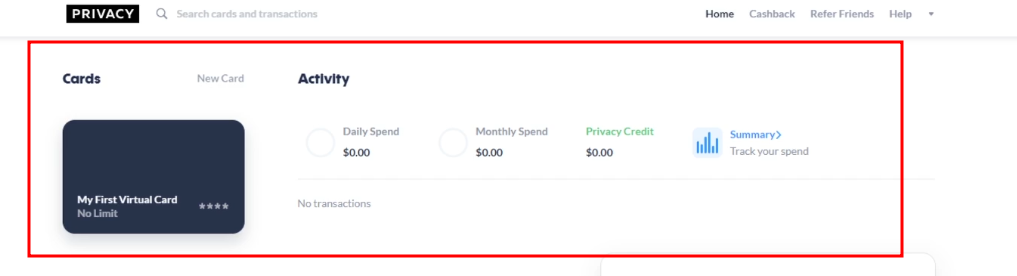 PRIVACY Search cards and transactions Home Cashback Refer Friends Help
Cards New Card Activity
Daily Spend Monthly Spend Privacy Credit Summary>
$0.00 $0.00 $0.00 Track your spend
My First Virtual Card
No Limit ****
No transactions